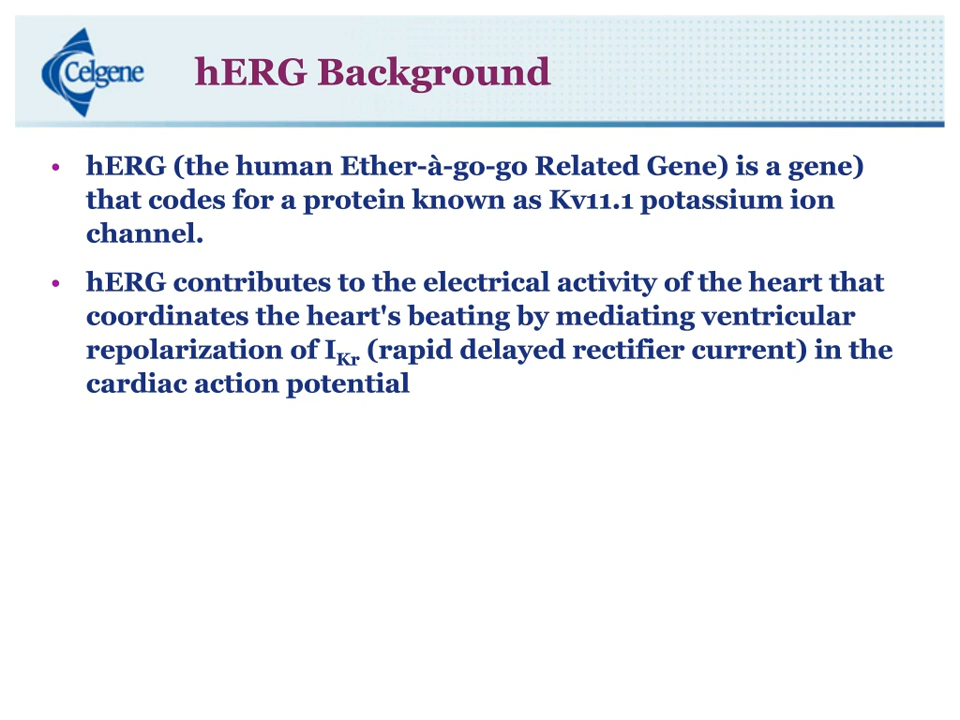 Celgene
hERG Background
• hERG (the human Ether-à-go-go Related Gene) is a gene)
that codes for a protein known as Kv11.1 potassium ion
channel.
• hERG contributes to the electrical activity of the heart that
coordinates the heart's beating by mediating ventricular
repolarization of IKr (rapid delayed rectifier current) in the
cardiac action potential